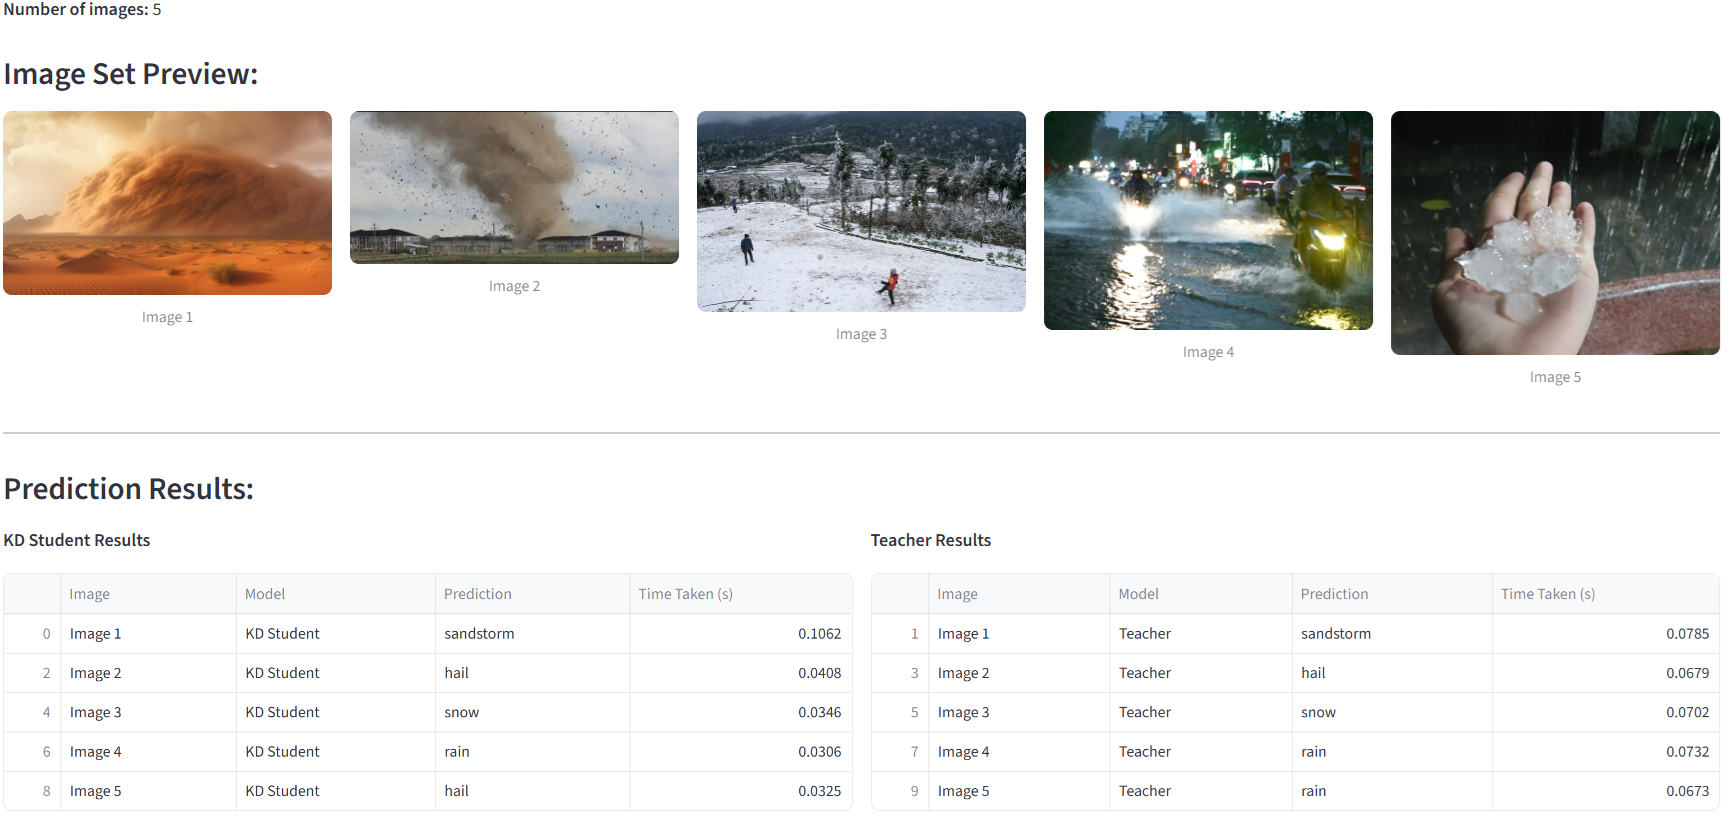 Number of images: 5
Image Set Preview:
Image 1
Image 2
Image 3
Image 4
Image 5
Prediction Results:
KD Student Results
Image Model Prediction Time Taken (s)
0 Image 1 KD Student sandstorm 0.1062
2 Image 2 KD Student hail 0.0408
4 Image 3 KD Student snow 0.0346
6 Image 4 KD Student rain 0.0306
8 Image 5 KD Student hail 0.0325
Teacher Results
Image Model Prediction Time Taken (s)
1 Image 1 Teacher sandstorm 0.0785
3 Image 2 Teacher hail 0.0679
5 Image 3 Teacher snow 0.0702
7 Image 4 Teacher rain 0.0732
9 Image 5 Teacher rain 0.0673